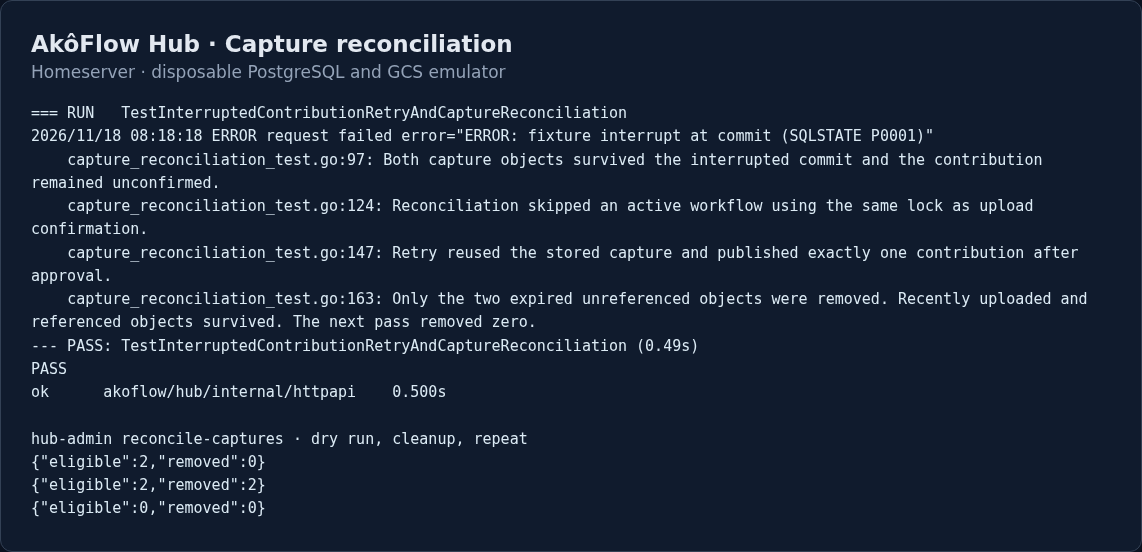 AkôFlow Hub · Capture reconciliation
Homeserver · disposable PostgreSQL and GCS emulator
=== RUN   TestInterruptedContributionRetryAndCaptureReconciliation
2026/11/18 08:18:18 ERROR request failed error="ERROR: fixture interrupt at commit (SQLSTATE P0001)"
    capture_reconciliation_test.go:97: Both capture objects survived the interrupted commit and the contribution
remained unconfirmed.
    capture_reconciliation_test.go:124: Reconciliation skipped an active workflow using the same lock as upload
confirmation.
    capture_reconciliation_test.go:147: Retry reused the stored capture and published exactly one contribution after
approval.
    capture_reconciliation_test.go:163: Only the two expired unreferenced objects were removed. Recently uploaded and
referenced objects survived. The next pass removed zero.
--- PASS: TestInterruptedContributionRetryAndCaptureReconciliation (0.49s)
PASS
ok      akoflow/hub/internal/httpapi    0.500s
hub-admin reconcile-captures · dry run, cleanup, repeat
{"eligible":2,"removed":0}
{"eligible":2,"removed":2}
{"eligible":0,"removed":0}